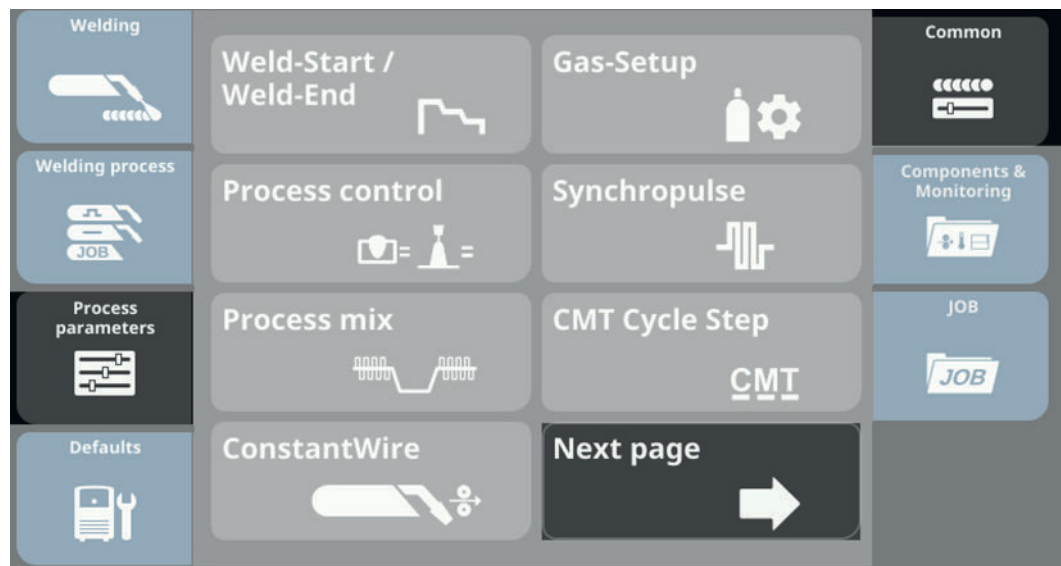 Welding
Welding process
JOB
Process
parameters
Defaults
Weld-Start /
Weld-End
Gas-Setup
Process control
Synchropulse
Process mix
CMT Cycle Step
CMT
ConstantWire
Next page
Common
Components &
Monitoring
JOB
JOB